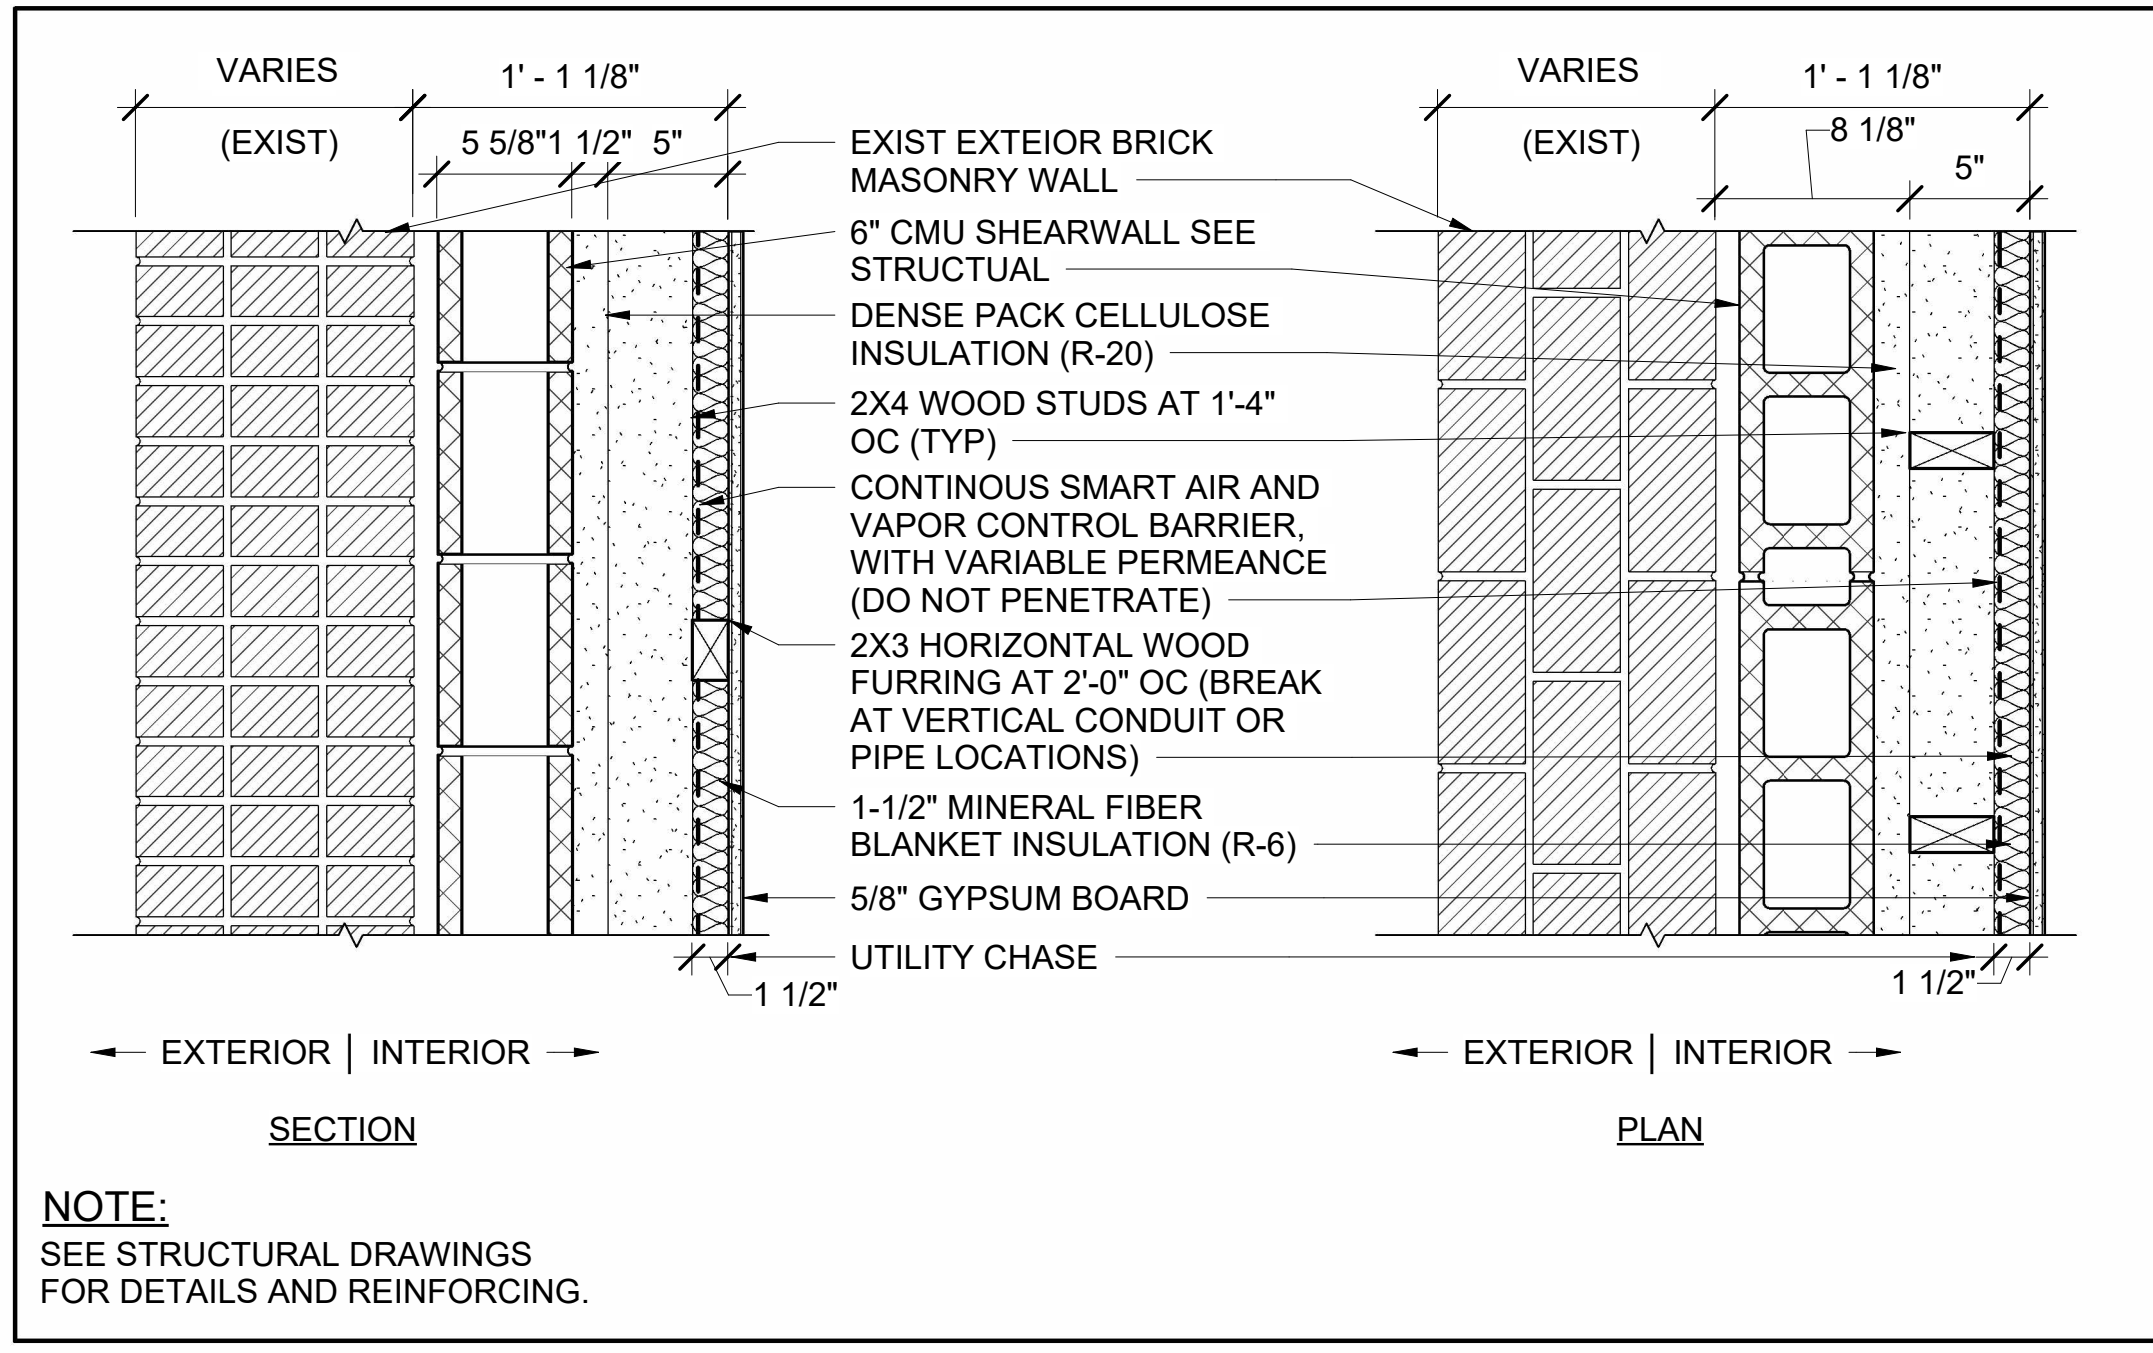 VARIES
1' - 1 1/8"
(EXIST)
5 5/8"
1 1/2"
5"
EXIST EXTEIOR BRICK
MASONRY WALL
6" CMU SHEARWALL SEE
STRUCTUAL
DENSE PACK CELLULOSE
INSULATION (R-20)
2X4 WOOD STUDS AT 1'-4"
OC (TYP)
CONTINOUS SMART AIR AND
VAPOR CONTROL BARRIER,
WITH VARIABLE PERMEANCE
(DO NOT PENETRATE)
2X3 HORIZONTAL WOOD
FURRING AT 2'-0" OC (BREAK
AT VERTICAL CONDUIT OR
PIPE LOCATIONS)
1-1/2" MINERAL FIBER
BLANKET INSULATION (R-6)
5/8" GYPSUM BOARD
UTILITY CHASE
1 1/2"
EXTERIOR | INTERIOR
SECTION
VARIES
1' - 1 1/8"
(EXIST)
8 1/8"
5"
1 1/2"
EXTERIOR | INTERIOR
PLAN
NOTE:
SEE STRUCTURAL DRAWINGS
FOR DETAILS AND REINFORCING.